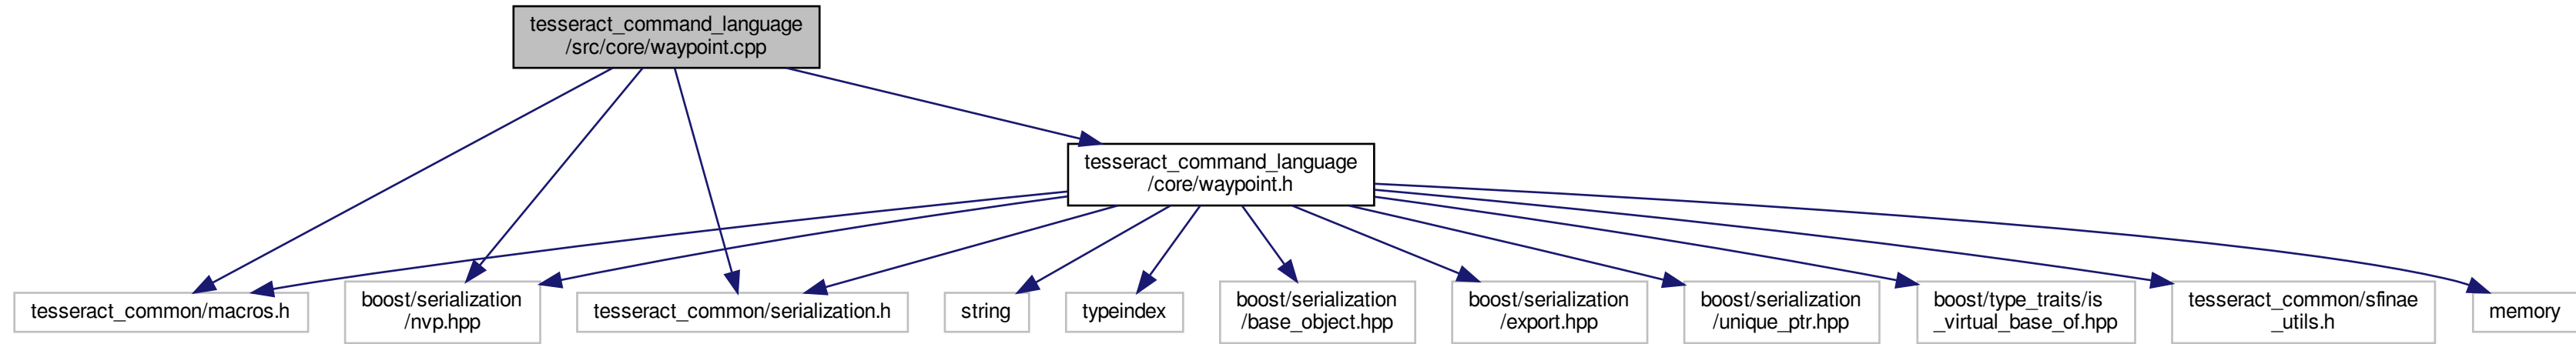 tesseract_command_language
/src/core/waypoint.cpp
tesseract_command_language
/core/waypoint.h
tesseract_common/macros.h
boost/serialization
/nvp.hpp
tesseract_common/serialization.h
string
typeindex
boost/serialization
/base_object.hpp
boost/serialization
/export.hpp
boost/serialization
/unique_ptr.hpp
boost/type_traits/is
_virtual_base_of.hpp
tesseract_common/sfinae
_utils.h
memory